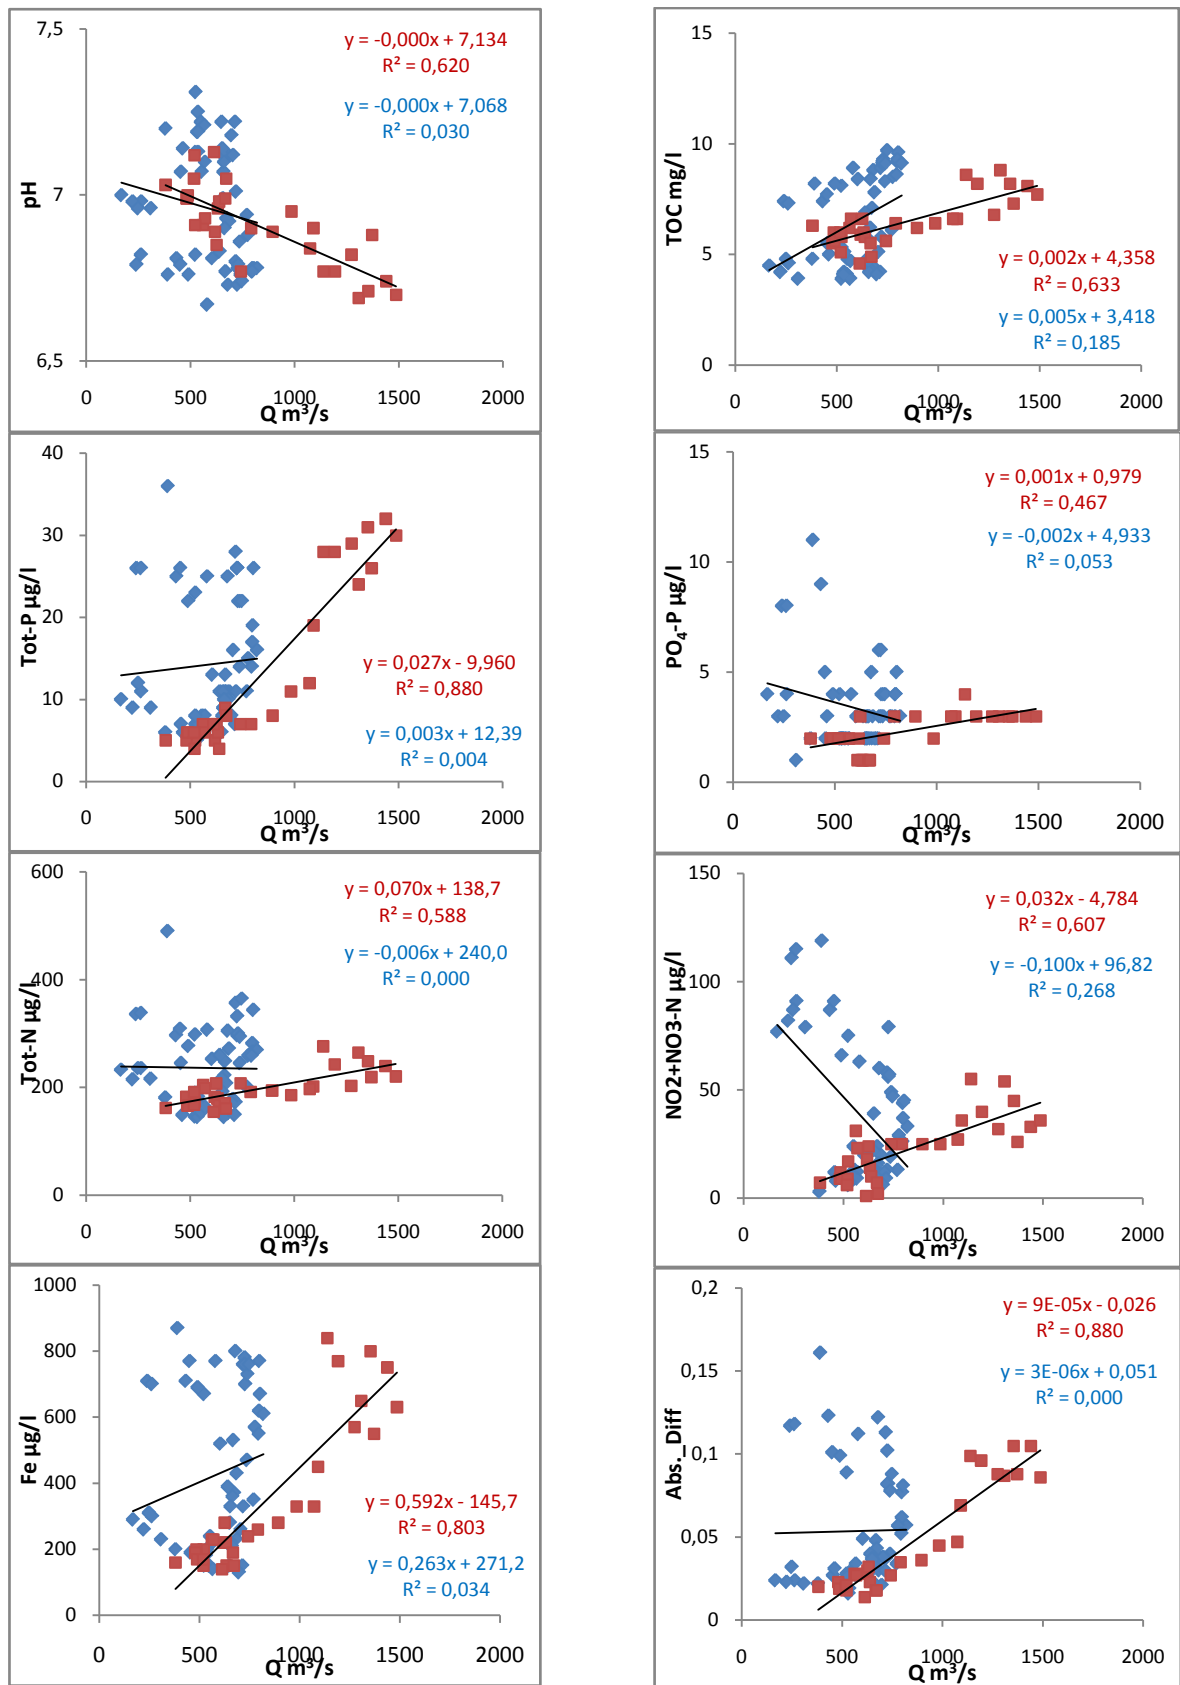 7,5
7
6,5
pH
y = -0,000x + 7,134
R² = 0,620
y = -0,000x + 7,068
R² = 0,030
0 500 1000 1500 2000
Q m³/s
15
10
5
0
TOC mg/l
y = 0,002x + 4,358
R² = 0,633
y = 0,005x + 3,418
R² = 0,185
0 500 1000 1500 2000
Q m³/s
40
30
20
10
0
Tot-P µg/l
y = 0,027x - 9,960
R² = 0,880
y = 0,003x + 12,39
R² = 0,004
0 500 1000 1500 2000
Q m³/s
15
10
5
0
PO₄-P µg/l
y = 0,001x + 0,979
R² = 0,467
y = -0,002x + 4,933
R² = 0,053
0 500 1000 1500 2000
Q m³/s
600
400
200
0
Tot-N µg/l
y = 0,070x + 138,7
R² = 0,588
y = -0,006x + 240,0
R² = 0,000
0 500 1000 1500 2000
Q m³/s
150
100
50
0
NO2+NO3-N µg/l
y = 0,032x - 4,784
R² = 0,607
y = -0,100x + 96,82
R² = 0,268
0 500 1000 1500 2000
Q m³/s
1000
800
600
400
200
0
Fe µg/l
y = 0,592x - 145,7
R² = 0,803
y = 0,263x + 271,2
R² = 0,034
0 500 1000 1500 2000
Q m³/s
0,2
0,15
0,1
0,05
0
Abs._Diff
y = 9E-05x - 0,026
R² = 0,880
y = 3E-06x + 0,051
R² = 0,000
0 500 1000 1500 2000
Q m³/s